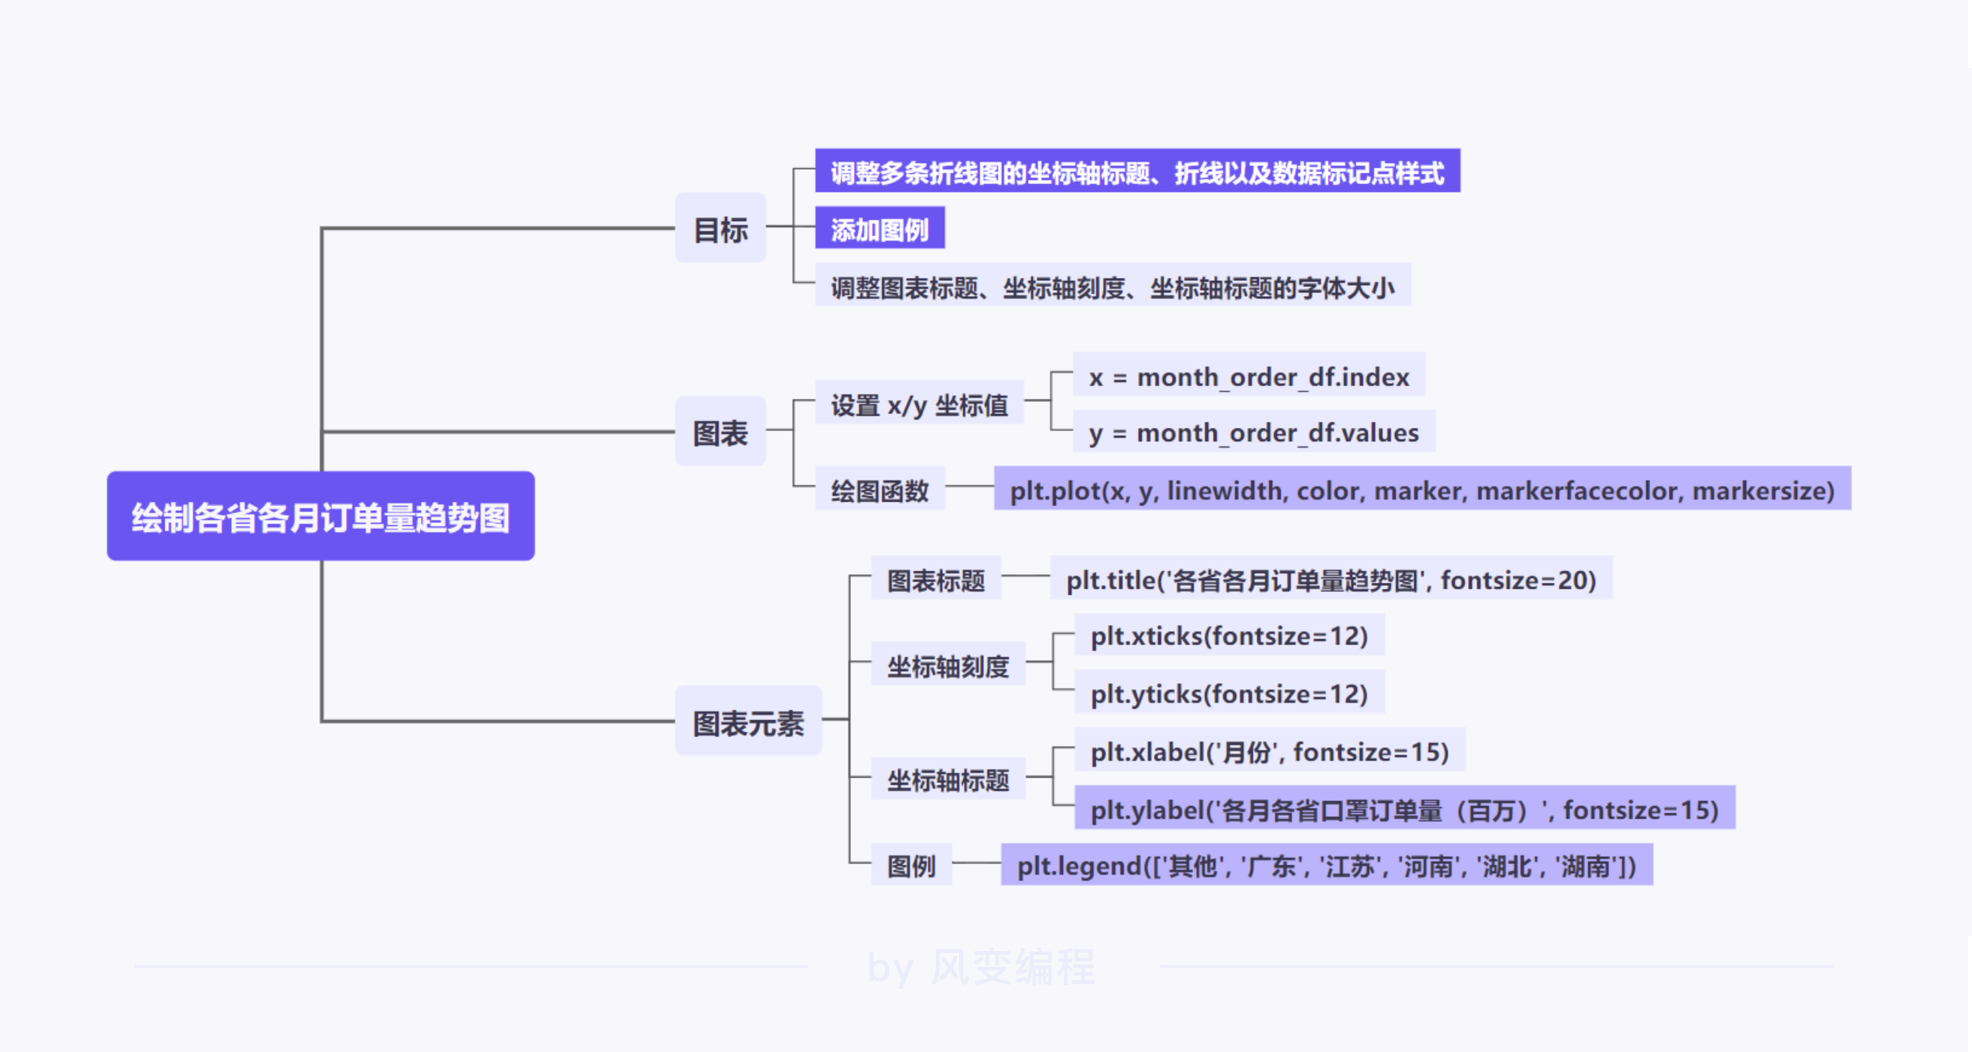 绘制各省各月订单量趋势图
目标
调整多条折线图的坐标轴标题、折线以及数据标记点样式
添加图例
调整图表标题、坐标轴刻度、坐标轴标题的字体大小
图表
设置 x/y 坐标值
x = month_order_df.index
y = month_order_df.values
绘图函数
plt.plot(x, y, linewidth, color, marker, markerfacecolor, markersize)
图表元素
图表标题
plt.title('各省各月订单量趋势图', fontsize=20)
坐标轴刻度
plt.xticks(fontsize=12)
plt.yticks(fontsize=12)
坐标轴标题
plt.xlabel('月份', fontsize=15)
plt.ylabel('各月各省口罩订单量（百万）', fontsize=15)
图例
plt.legend(['其他', '广东', '江苏', '河南', '湖北', '湖南'])
by 风变编程